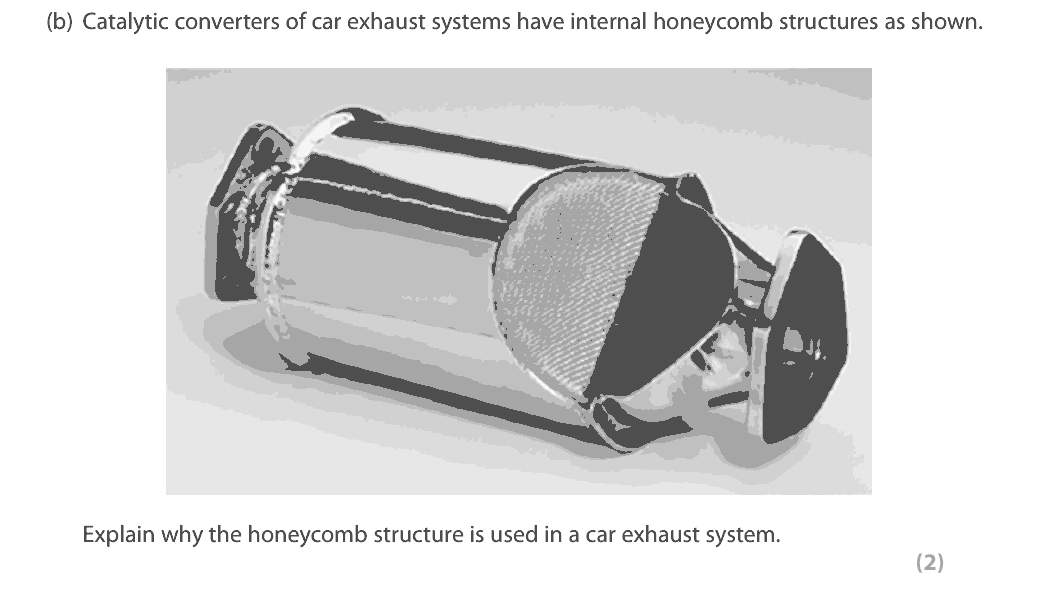 (b) Catalytic converters of car exhaust systems have internal honeycomb structures as shown.
Explain why the honeycomb structure is used in a car exhaust system.
(2)